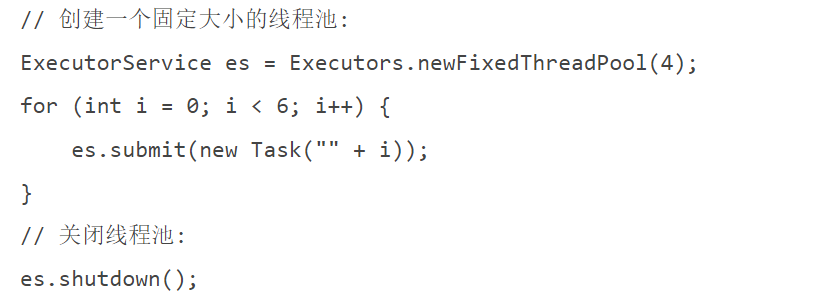 // 创建一个固定大小的线程池:
ExecutorService es = Executors.newFixedThreadPool(4);
for (int i = 0; i < 6; i++) {
    es.submit(new Task("" + i));
}
// 关闭线程池:
es.shutdown();